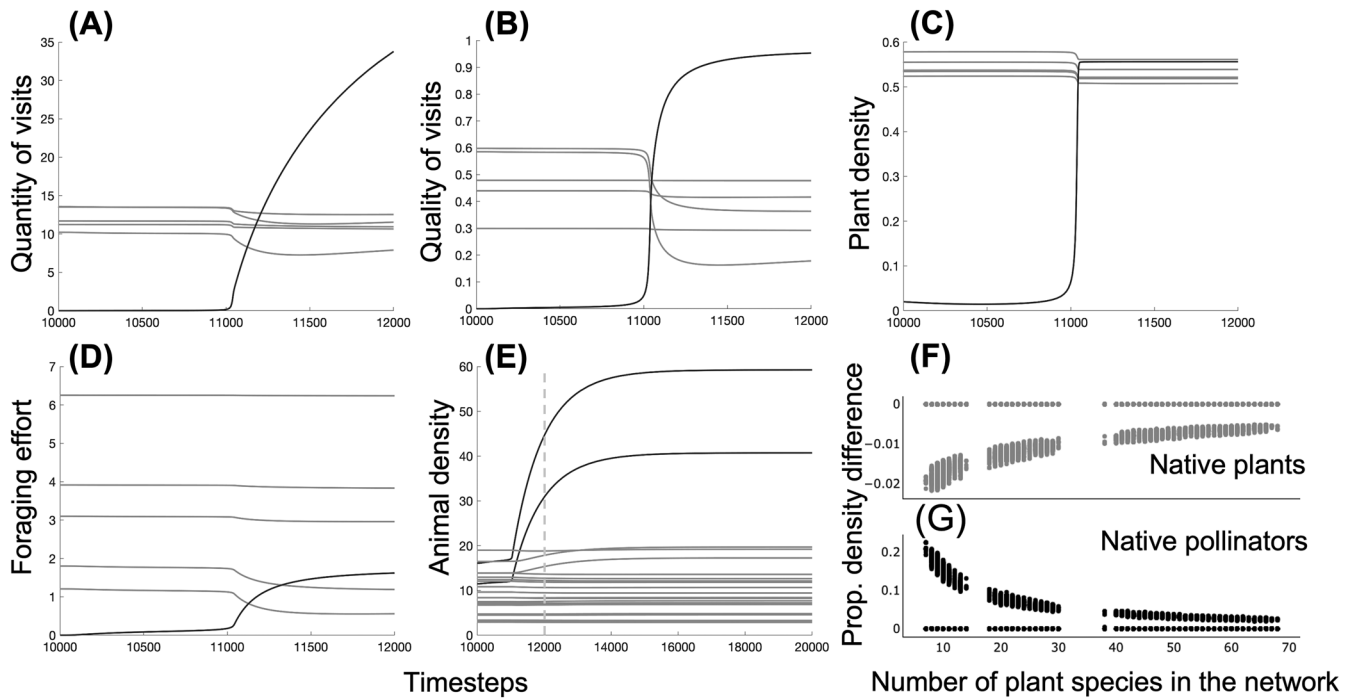 (A)
Quantity of visits
35
30
25
20
15
10
5
0
10000 10500 11000 11500 12000
(B)
Quality of visits
1
0.9
0.8
0.7
0.6
0.5
0.4
0.3
0.2
0.1
0
10000 10500 11000 11500 12000
(C)
Plant density
0.6
0.5
0.4
0.3
0.2
0.1
0
10000 10500 11000 11500 12000
(D)
Foraging effort
7
6
5
4
3
2
1
0
10000 10500 11000 11500 12000
(E)
Animal density
60
50
40
30
20
10
0
10000 12000 14000 16000 18000 20000
Timesteps
(F)
Prop. density difference
0
−0.01
−0.02
Native plants
(G)
0.2
0.1
0
Native pollinators
10 20 30 40 50 60 70
Number of plant species in the network